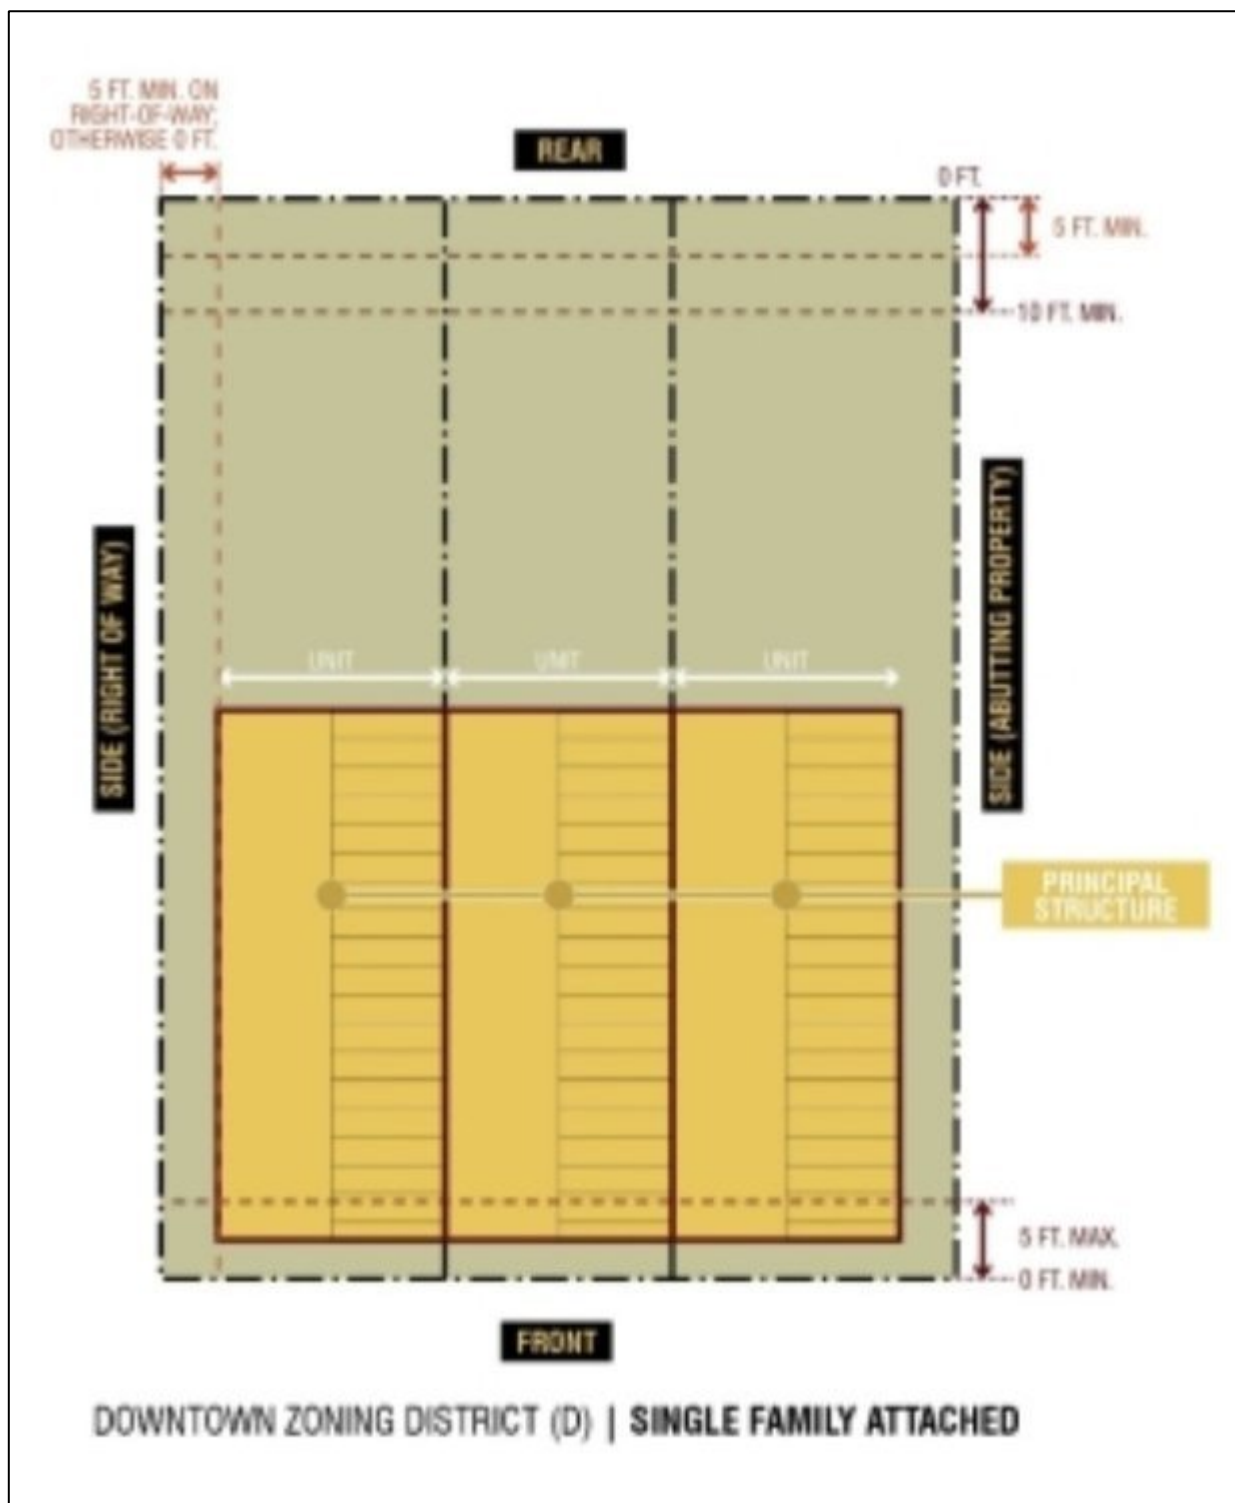 5 FT. MIN. ON
RIGHT-OF-WAY;
OTHERWISE 0 FT.
REAR
0 FT.
5 FT. MIN.
10 FT. MIN.
SIDE (RIGHT OF WAY)
SIDE (ABUTTING PROPERTY)
UNIT
UNIT
UNIT
PRINCIPAL
STRUCTURE
5 FT. MAX.
0 FT. MIN.
FRONT
DOWNTOWN ZONING DISTRICT (D) | SINGLE FAMILY ATTACHED